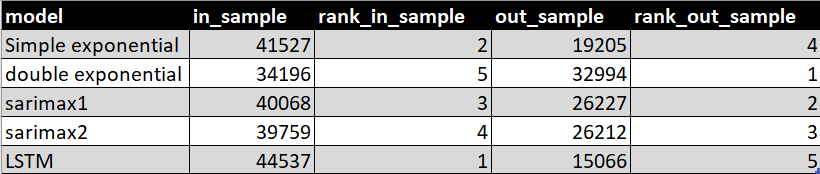 model in_sample rank_in_sample out_sample rank_out_sample
Simple exponential 41527 2 19205 4
double exponential 34196 5 32994 1
sarimax1 40068 3 26227 2
sarimax2 39759 4 26212 3
LSTM 44537 1 15066 5